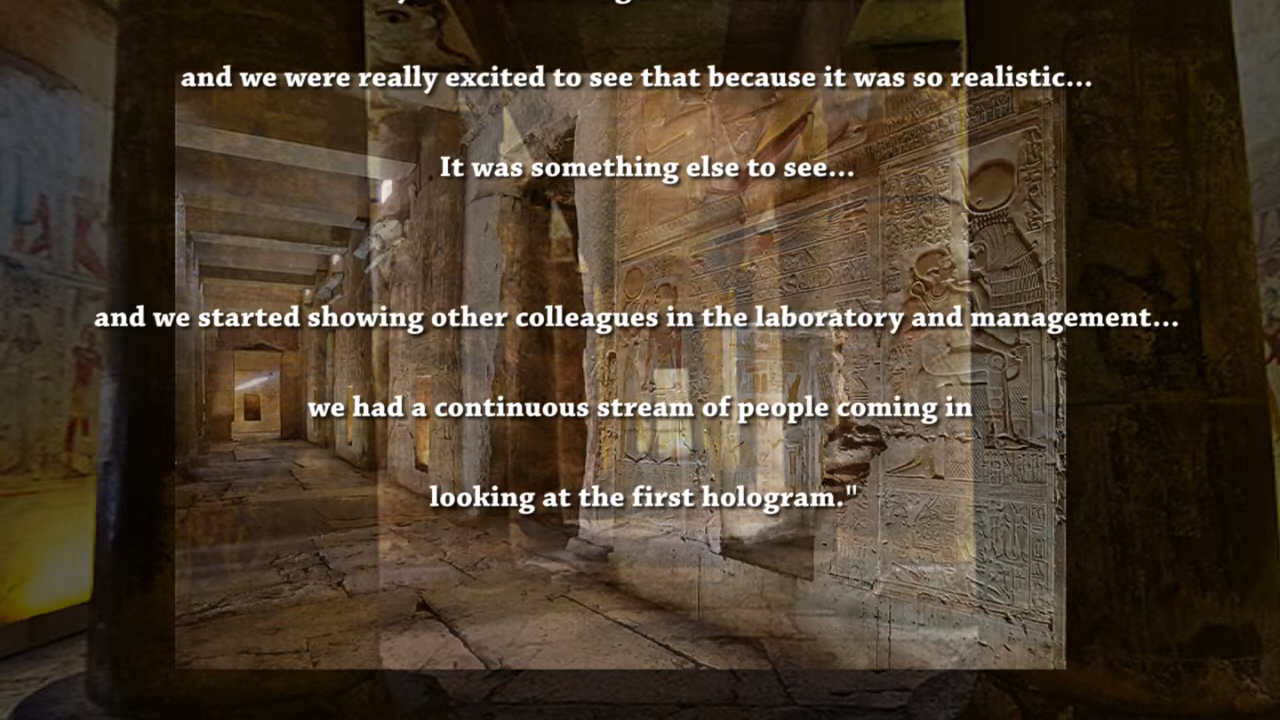 and we were really excited to see that because it was so realistic...
It was something else to see...
and we started showing other colleagues in the laboratory and management...
we had a continuous stream of people coming in
looking at the first hologram."